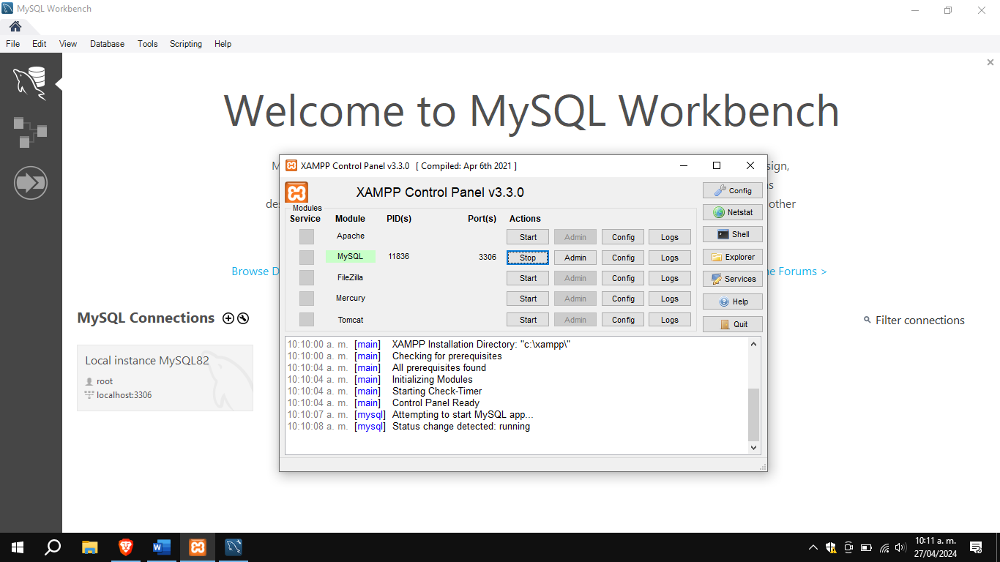 MySQL Workbench
File Edit View Database Tools Scripting Help
Welcome to MySQL Workbench
M
sign,
s
des
other
Browse D
e Forums >
MySQL Connections
Filter connections
Local instance MySQL82
root
localhost:3306
XAMPP Control Panel v3.3.0 [ Compiled: Apr 6th 2021 ]
XAMPP Control Panel v3.3.0
Modules
Service Module PID(s) Port(s) Actions
Apache Start Admin Config Logs
MySQL 11836 3306 Stop Admin Config Logs
FileZilla Start Admin Config Logs
Mercury Start Admin Config Logs
Tomcat Start Admin Config Logs
Config
Netstat
Shell
Explorer
Services
Help
Quit
10:10:00 a. m. [main] XAMPP Installation Directory: "c:\xampp\"
10:10:00 a. m. [main] Checking for prerequisites
10:10:04 a. m. [main] All prerequisites found
10:10:04 a. m. [main] Initializing Modules
10:10:04 a. m. [main] Starting Check-Timer
10:10:04 a. m. [main] Control Panel Ready
10:10:07 a. m. [mysql] Attempting to start MySQL app...
10:10:08 a. m. [mysql] Status change detected: running
10:11 a. m.
27/04/2024